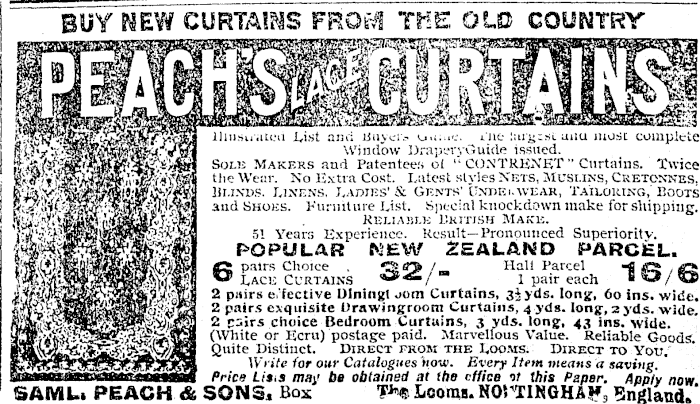 BUY NEW CURTAINS FROM THE OLD COUNTRY
PEACH'S LACE CURTAINS
Illustrated List and Buyers Guide. The largest and most complete
Window Drapery Guide issued.
SOLE MAKERS and Patentees of "CONTRENET" Curtains. Twice
the Wear. No Extra Cost. Latest styles NETS, MUSLINS, CRETONNES,
BLINDS. LINENS. LADIES' & GENTS' UNDERWEAR, TAILORING, BOOTS
and SHOES. Furniture List. Special knockdown make for shipping.
RELIABLE BRITISH MAKE.
51 Years Experience. Result—Pronounced Superiority.
POPULAR NEW ZEALAND PARCEL.
6 pairs Choice LACE CURTAINS 32/- Half Parcel 1 pair each 16/6
2 pairs effective Diningroom Curtains, 3½ yds. long, 60 ins. wide.
2 pairs exquisite Drawingroom Curtains, 4 yds. long, 2 yds. wide.
2 pairs choice Bedroom Curtains, 3 yds. long, 43 ins. wide.
(White or Ecru) postage paid. Marvellous Value. Reliable Goods.
Quite Distinct. DIRECT FROM THE LOOMS. DIRECT TO YOU.
Write for our Catalogues now. Every Item means a saving.
Price Lists may be obtained at the office of this Paper. Apply now.
SAML. PEACH & SONS, Box The Looms. NOTTINGHAM, England.